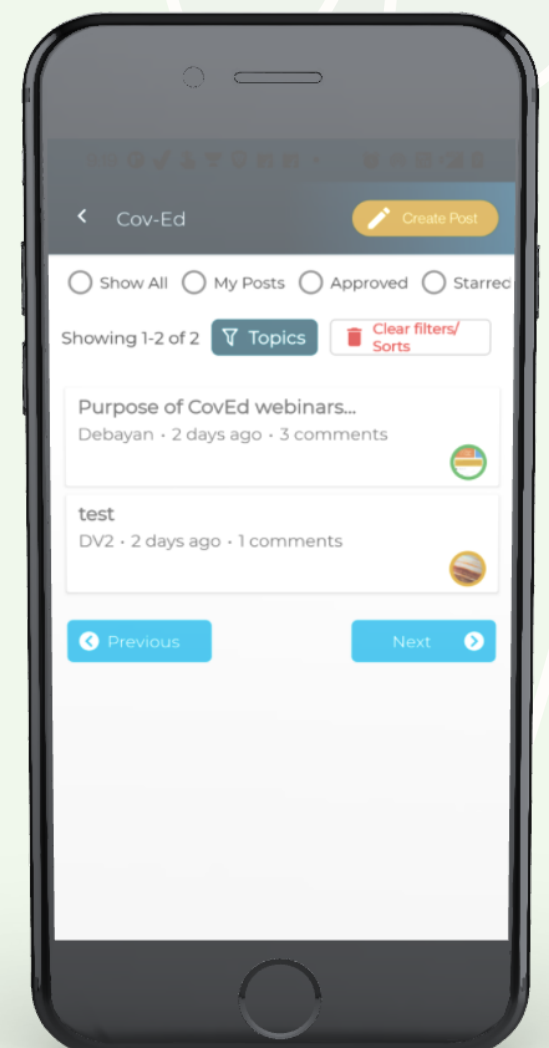 Cov-Ed
Create Post
Show All My Posts Approved Starred
Showing 1-2 of 2 Topics Clear filters/
Sorts
Purpose of CovEd webinars...
Debayan • 2 days ago • 3 comments
test
DV2 • 2 days ago • 1 comments
Previous Next